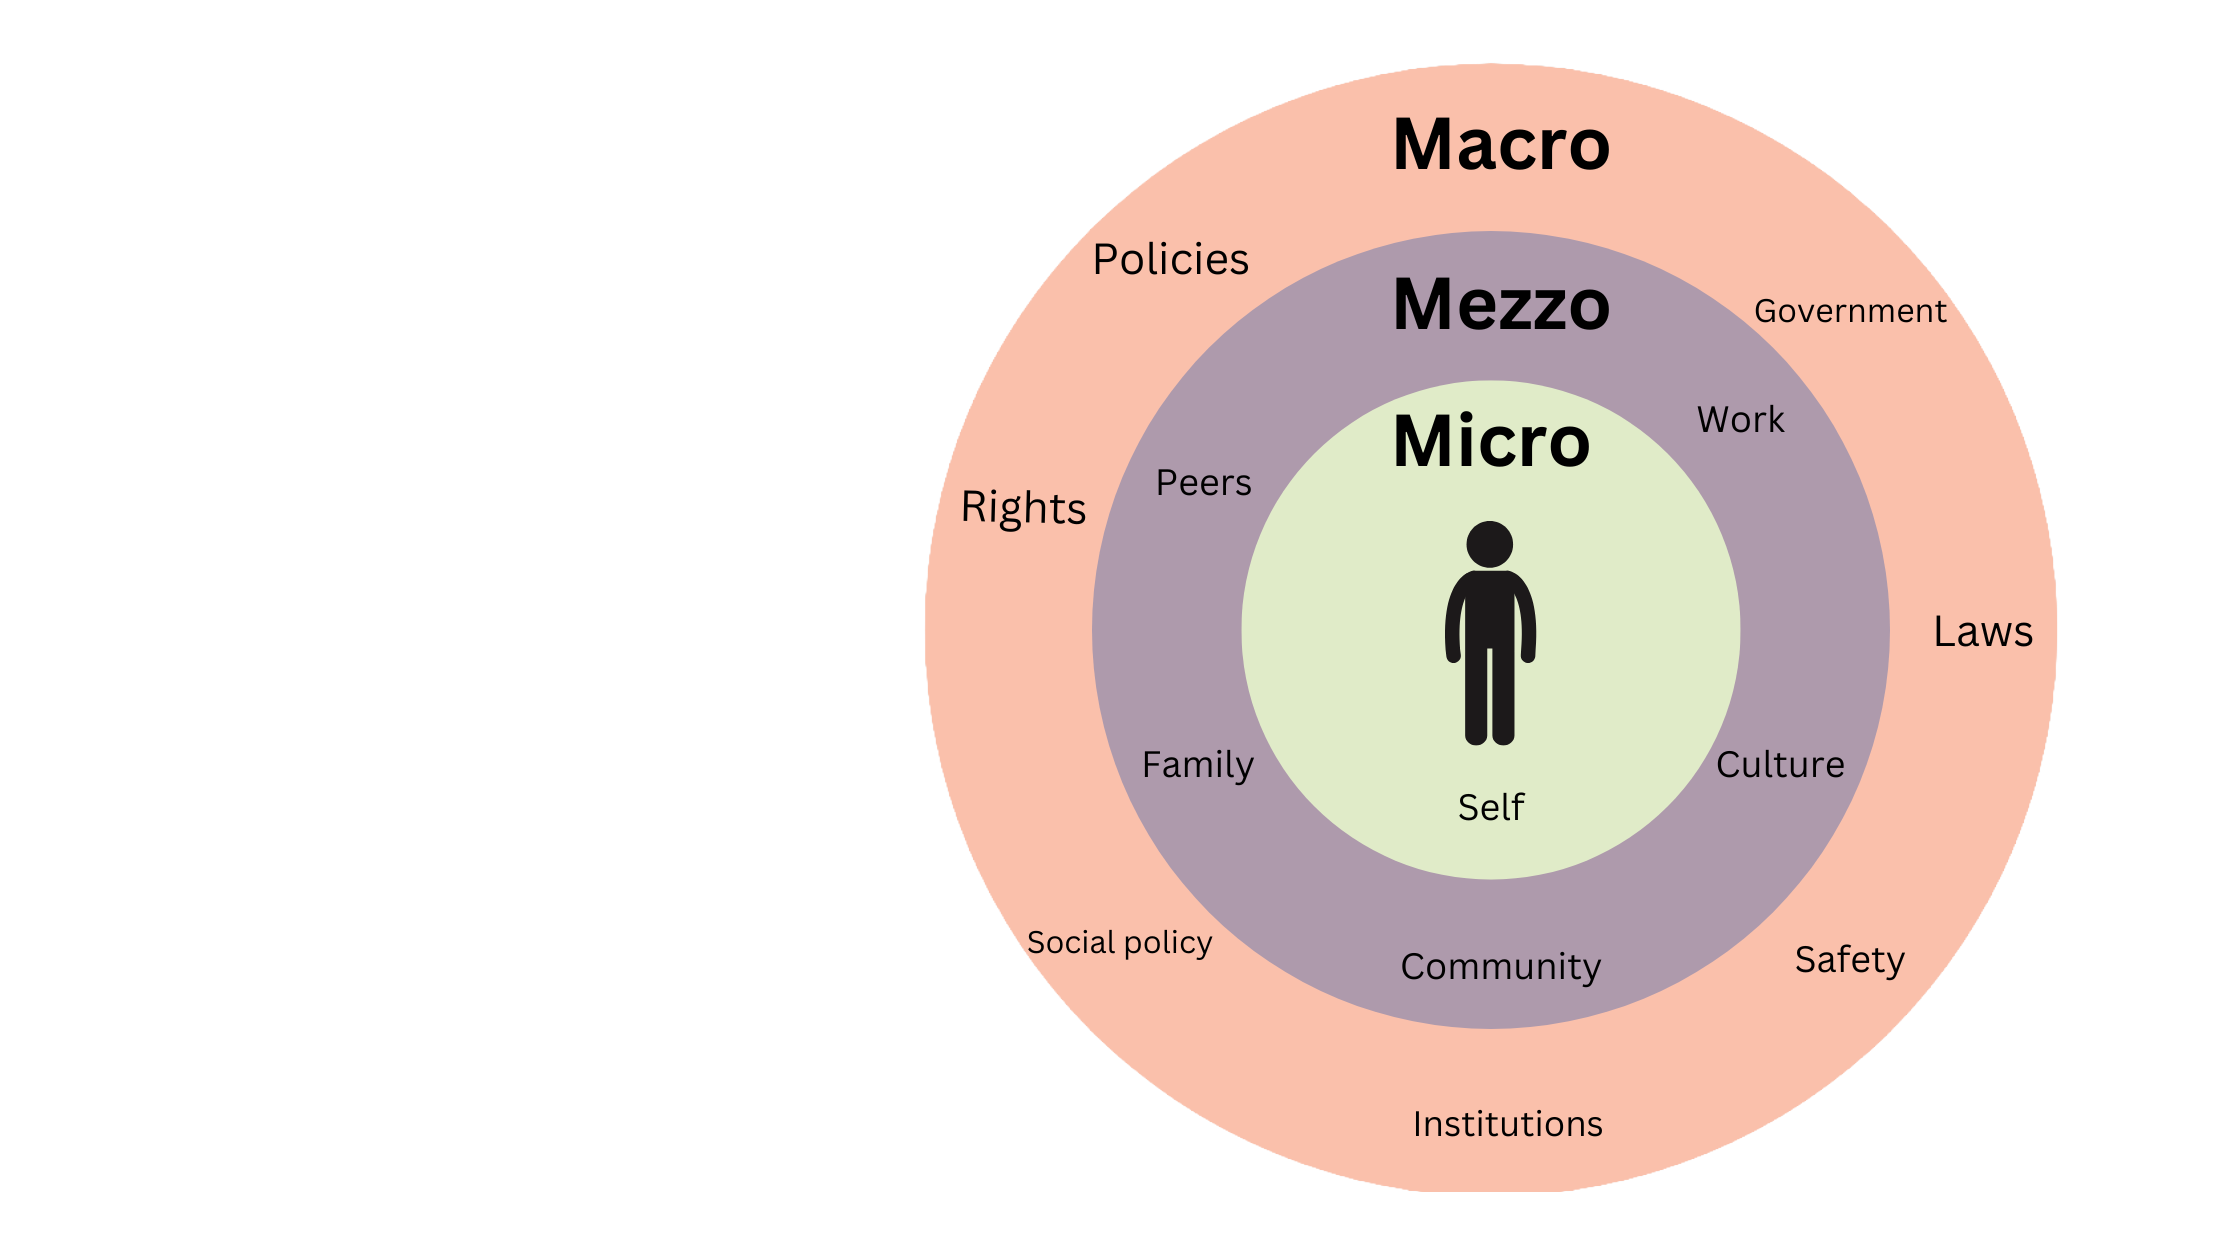 Macro
Policies
Mezzo
Government
Work
Micro
Peers
Rights
Laws
Family
Culture
Self
Social policy
Community
Safety
Institutions